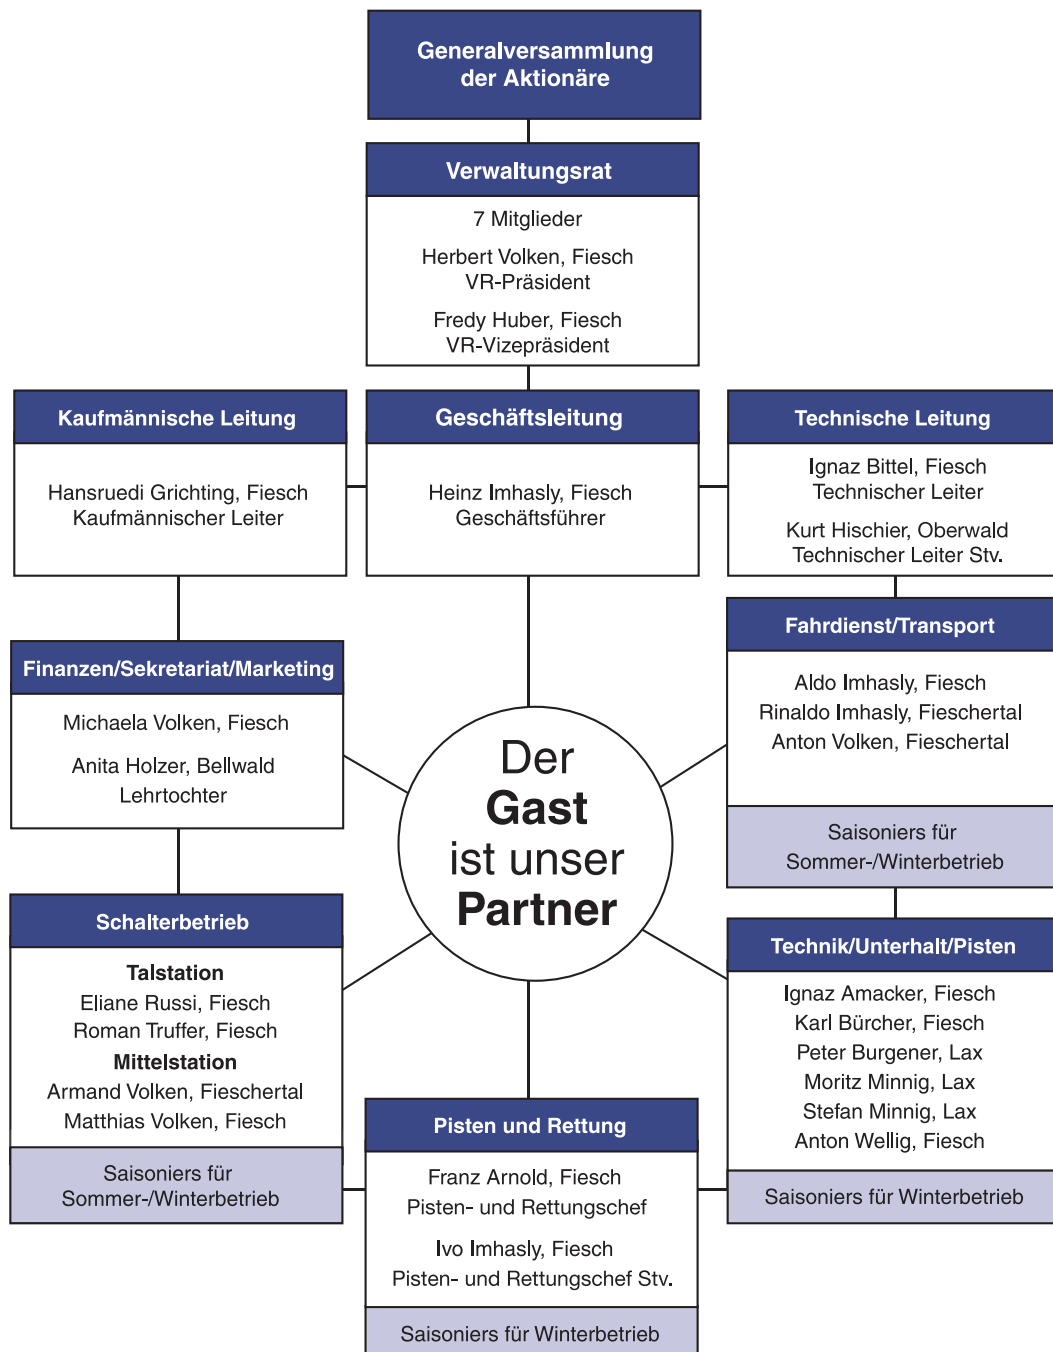 Generalversammlung
der Aktionäre
Verwaltungsrat
7 Mitglieder
Herbert Volken, Fiesch
VR-Präsident
Fredy Huber, Fiesch
VR-Vizepräsident
Kaufmännische Leitung
Hansruedi Grichting, Fiesch
Kaufmännischer Leiter
Geschäftsleitung
Heinz Imhasly, Fiesch
Geschäftsführer
Technische Leitung
Ignaz Bittel, Fiesch
Technischer Leiter
Kurt Hischier, Oberwald
Technischer Leiter Stv.
Finanzen/Sekretariat/Marketing
Michaela Volken, Fiesch
Anita Holzer, Bellwald
Lehrtochter
Der
Gast
ist unser
Partner
Fahrdienst/Transport
Aldo Imhasly, Fiesch
Rinaldo Imhasly, Fieschertal
Anton Volken, Fieschertal
Saisoniers für
Sommer-/Winterbetrieb
Schalterbetrieb
Talstation
Eliane Russi, Fiesch
Roman Truffer, Fiesch
Mittelstation
Armand Volken, Fieschertal
Matthias Volken, Fiesch
Saisoniers für
Sommer-/Winterbetrieb
Pisten und Rettung
Franz Arnold, Fiesch
Pisten- und Rettungschef
Ivo Imhasly, Fiesch
Pisten- und Rettungschef Stv.
Saisoniers für Winterbetrieb
Technik/Unterhalt/Pisten
Ignaz Amacker, Fiesch
Karl Bürcher, Fiesch
Peter Burgener, Lax
Moritz Minnig, Lax
Stefan Minnig, Lax
Anton Wellig, Fiesch
Saisoniers für Winterbetrieb